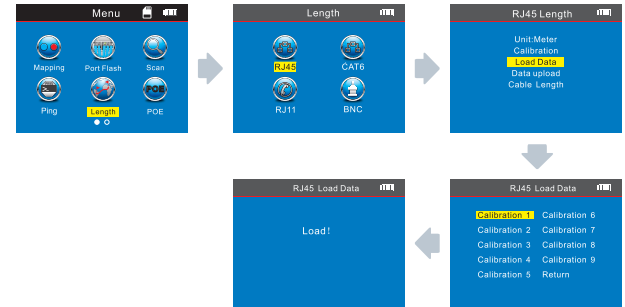 Menu
Mapping
Port Flash
Scan
Ping
Length
POE
POE
Length
RJ45
CAT6
RJ11
BNC
RJ45 Length
Unit:Meter
Calibration
Load Data
Data upload
Cable Length
RJ45 Load Data
Calibration 1 Calibration 6
Calibration 2 Calibration 7
Calibration 3 Calibration 8
Calibration 4 Calibration 9
Calibration 5 Return
RJ45 Load Data
Load!